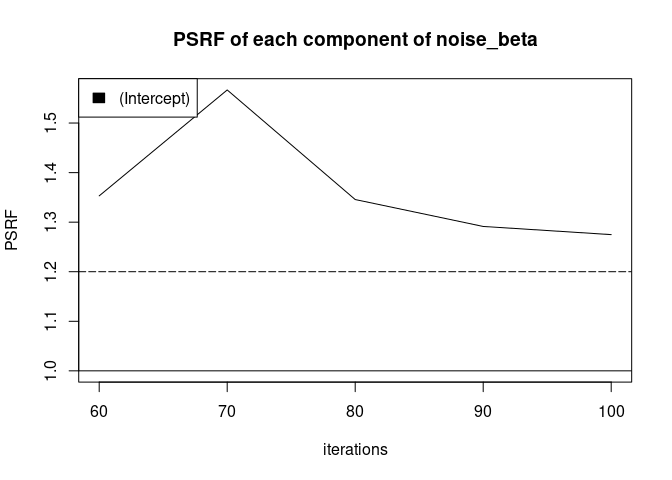 PSRF of each component of noise_beta
(Intercept)
PSRF
1.5
1.4
1.3
1.2
1.1
1.0
60 70 80 90 100
iterations